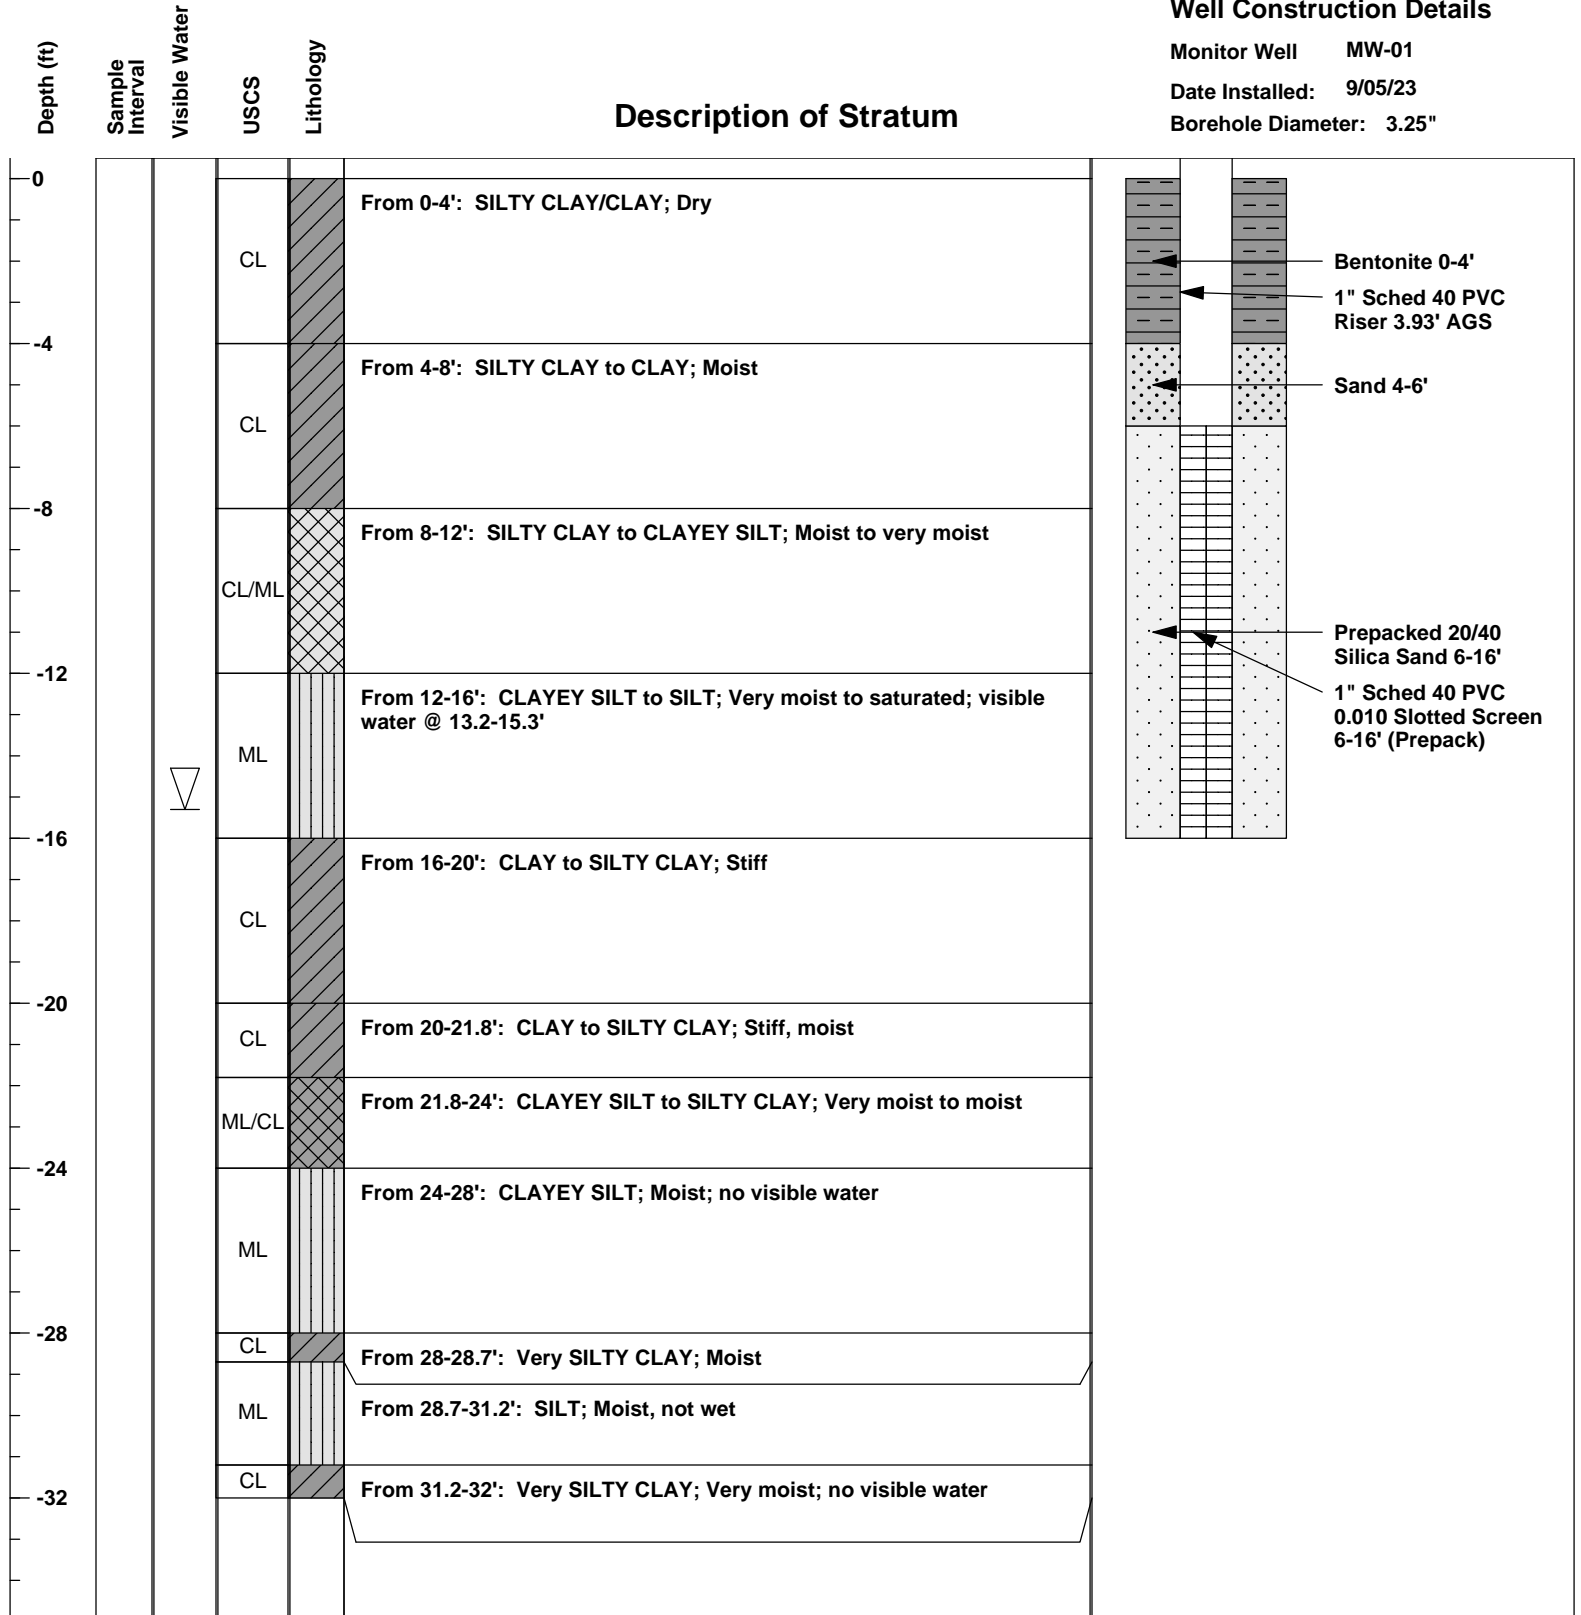 Well Construction Details
Monitor Well MW-01
Date Installed: 9/05/23
Borehole Diameter: 3.25"
Depth (ft)
Sample
Interval
Visible Water
USCS
Lithology
Description of Stratum
0
CL
From 0-4': SILTY CLAY/CLAY; Dry
-4
CL
From 4-8': SILTY CLAY to CLAY; Moist
-8
CL/ML
From 8-12': SILTY CLAY to CLAYEY SILT; Moist to very moist
-12
ML
From 12-16': CLAYEY SILT to SILT; Very moist to saturated; visible
water @ 13.2-15.3'
-16
CL
From 16-20': CLAY to SILTY CLAY; Stiff
-20
CL
From 20-21.8': CLAY to SILTY CLAY; Stiff, moist
ML/CL
From 21.8-24': CLAYEY SILT to SILTY CLAY; Very moist to moist
-24
ML
From 24-28': CLAYEY SILT; Moist; no visible water
-28
CL
From 28-28.7': Very SILTY CLAY; Moist
ML
From 28.7-31.2': SILT; Moist, not wet
CL
From 31.2-32': Very SILTY CLAY; Very moist; no visible water
-32
Bentonite 0-4'
1" Sched 40 PVC
Riser 3.93' AGS
Sand 4-6'
Prepacked 20/40
Silica Sand 6-16'
1" Sched 40 PVC
0.010 Slotted Screen
6-16' (Prepack)